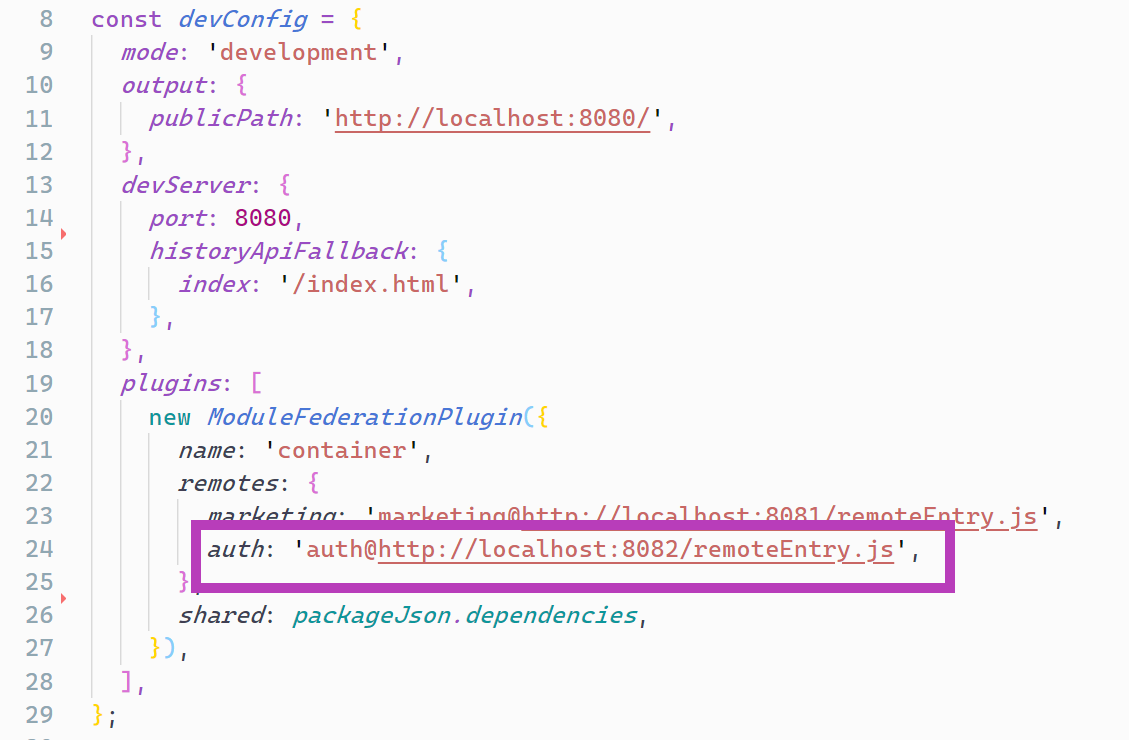 8 const devConfig = {
9 mode: 'development',
10 output: {
11 publicPath: 'http://localhost:8080/',
12 },
13 devServer: {
14 port: 8080,
15 historyApiFallback: {
16 index: '/index.html',
17 },
18 },
19 plugins: [
20 new ModuleFederationPlugin({
21 name: 'container',
22 remotes: {
23 marketing: 'marketing@http://localhost:8081/remoteEntry.js',
24 auth: 'auth@http://localhost:8082/remoteEntry.js',
25 },
26 shared: packageJson.dependencies,
27 }),
28 ],
29 };